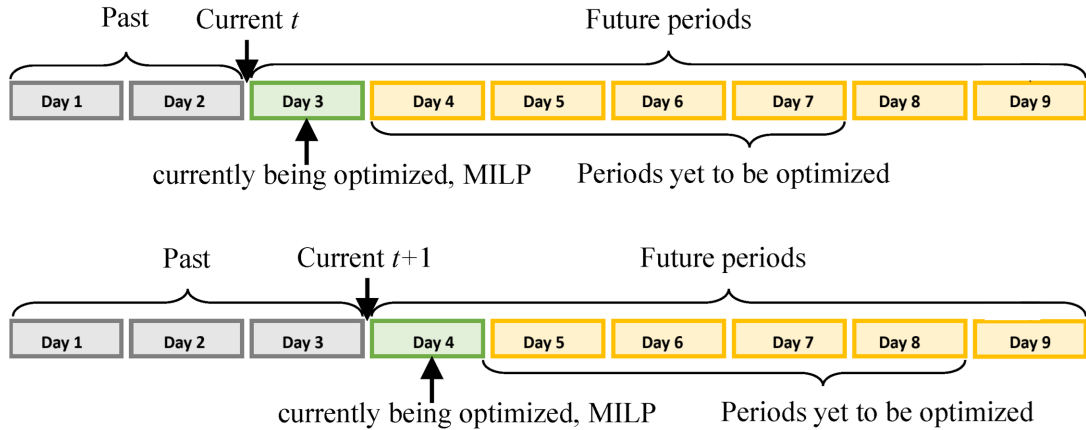 Past Current t Future periods
Day 1 Day 2 Day 3 Day 4 Day 5 Day 6 Day 7 Day 8 Day 9
currently being optimized, MILP Periods yet to be optimized
Past Current t+1 Future periods
Day 1 Day 2 Day 3 Day 4 Day 5 Day 6 Day 7 Day 8 Day 9
currently being optimized, MILP Periods yet to be optimized